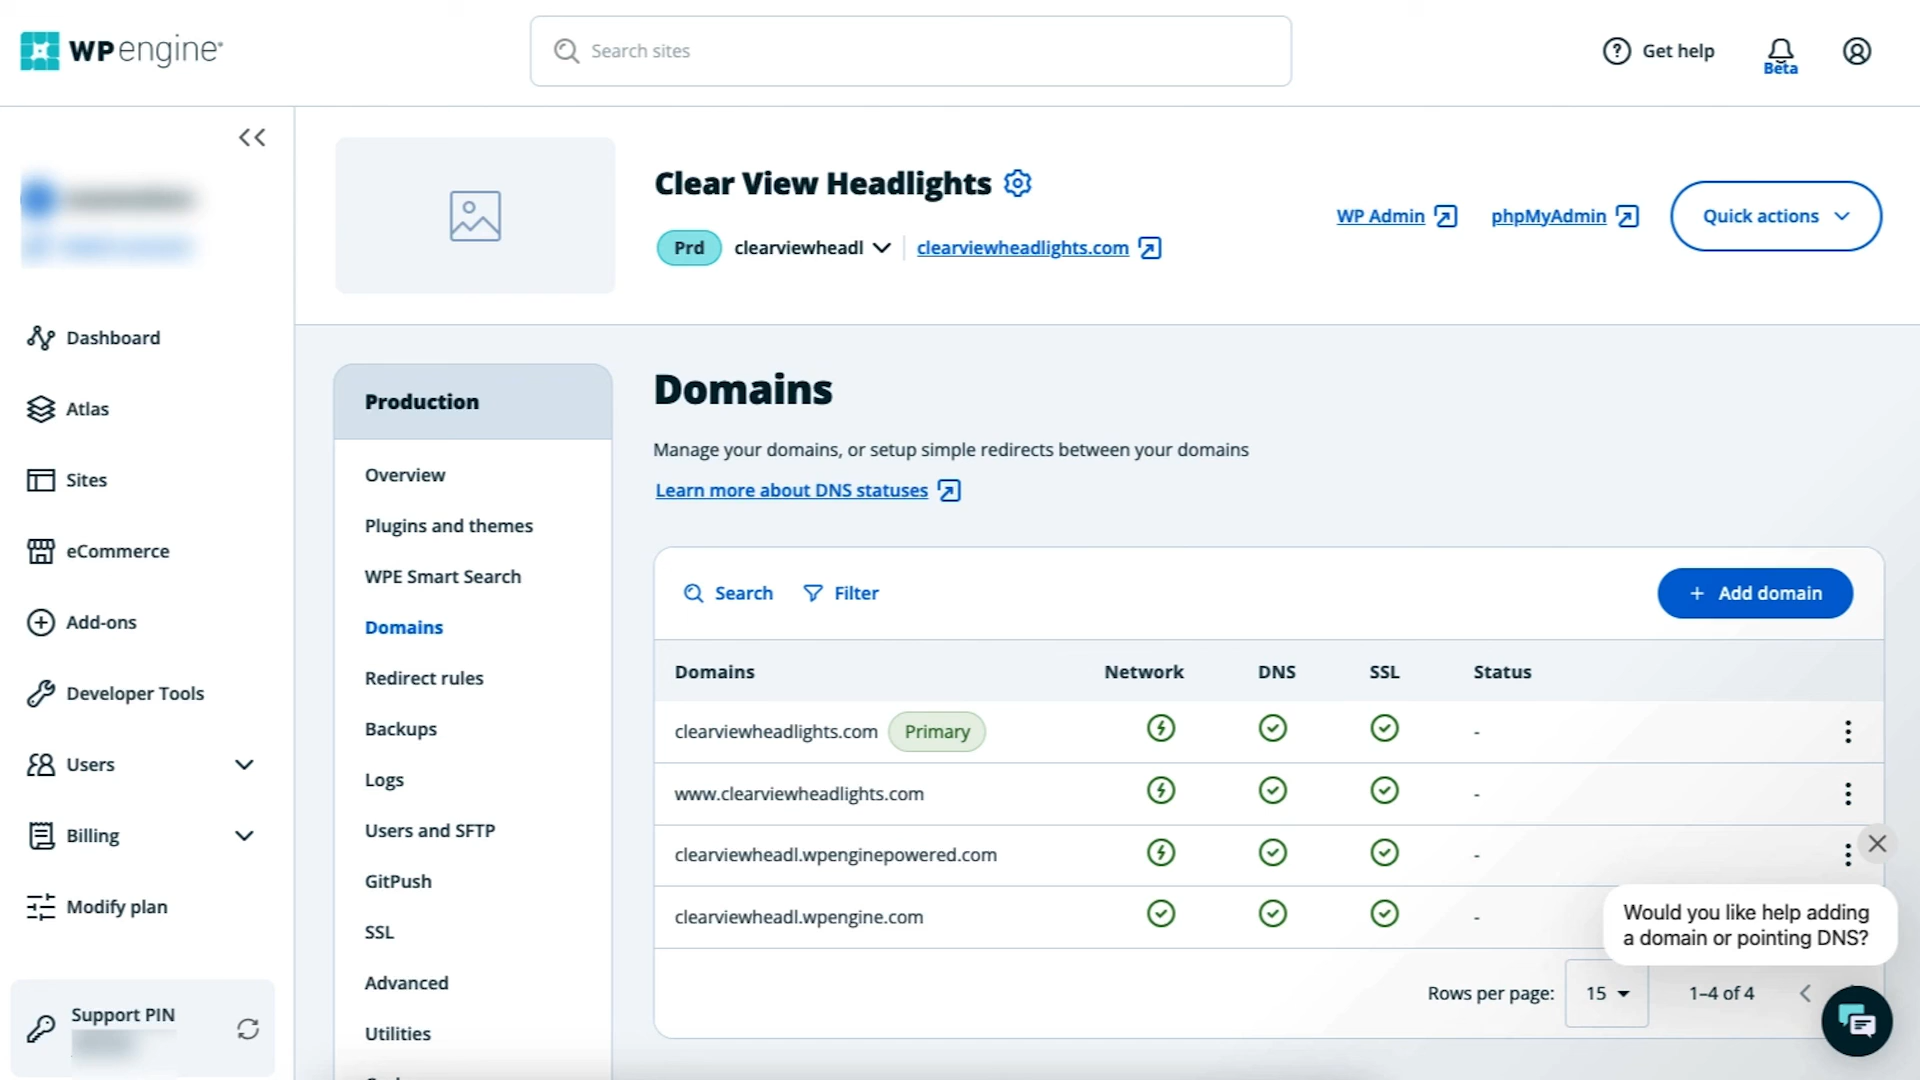 WP engine
Search sites
Get help
Beta
Clear View Headlights
Prd clearviewheadl clearviewheadlights.com
WP Admin
phpMyAdmin
Quick actions
Dashboard
Atlas
Sites
eCommerce
Add-ons
Developer Tools
Users
Billing
Modify plan
Support PIN
Production
Overview
Plugins and themes
WPE Smart Search
Domains
Redirect rules
Backups
Logs
Users and SFTP
GitPush
SSL
Advanced
Utilities
Domains
Manage your domains, or setup simple redirects between your domains
Learn more about DNS statuses
Search Filter
+ Add domain
Domains Network DNS SSL Status
clearviewheadlights.com Primary -
www.clearviewheadlights.com -
clearviewheadl.wpenginepowered.com -
clearviewheadl.wpengine.com -
Would you like help adding
a domain or pointing DNS?
Rows per page: 15 1–4 of 4